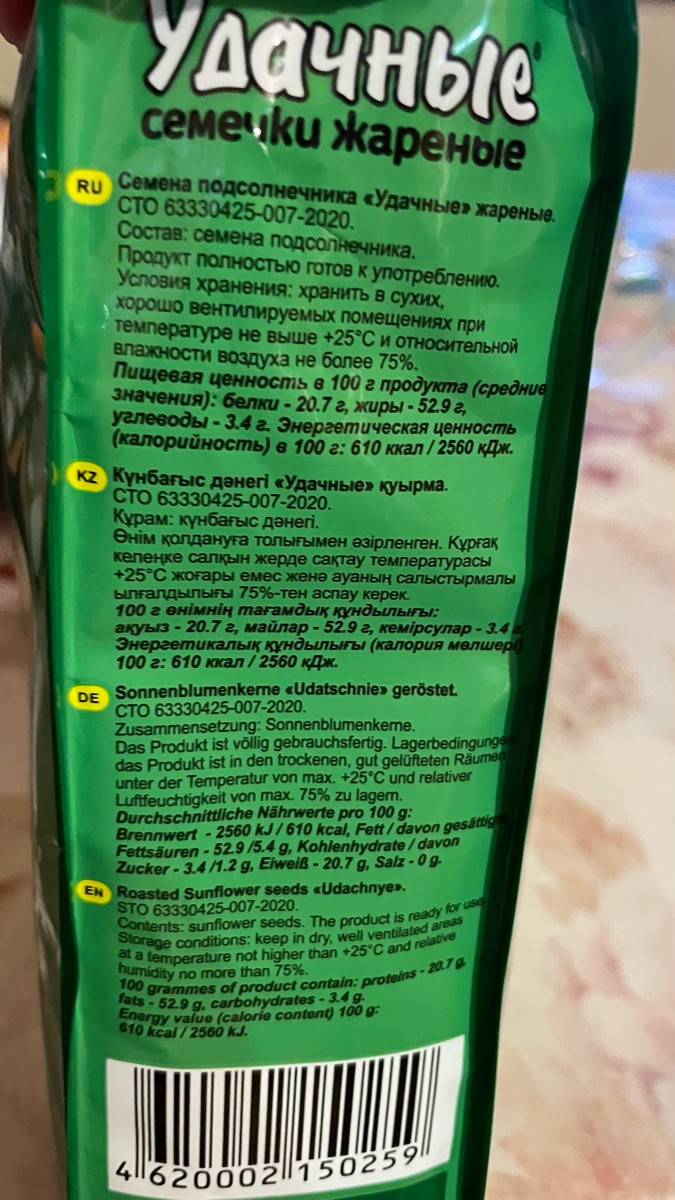 Удачные
семечки жареные
RU Семена подсолнечника «Удачные» жареные.
СТО 63330425-007-2020.
Состав: семена подсолнечника.
Продукт полностью готов к употреблению.
Условия хранения: хранить в сухих,
хорошо вентилируемых помещениях при
температуре не выше +25°С и относительной
влажности воздуха не более 75%.
Пищевая ценность в 100 г продукта (средние
значения): белки - 20.7 г, жиры - 52.9 г,
углеводы - 3.4 г. Энергетическая ценность
(калорийность) в 100 г: 610 ккал / 2560 кДж.
KZ Күнбағыс дәнегі «Удачные» қуырма.
СТО 63330425-007-2020.
Құрам: күнбағыс дәнегі.
Өнім қолдануға толығымен әзірленген. Құрғақ
келеңке салқын жерде сақтау температурасы
+25°С жоғары емес жене ауаның салыстырмалы
ылғалдылығы 75%-тен аспау керек.
100 г өнімнің тағамдық құндылығы:
ақуыз - 20.7 г, майлар - 52.9 г, кемірсулар - 3.4 г.
Энергетикалық құндылығы (калория мөлшері)
100 г: 610 ккал / 2560 кДж.
DE Sonnenblumenkerne «Udatschnie» geröstet.
СТО 63330425-007-2020.
Zusammensetzung: Sonnenblumenkerne.
Das Produkt ist völlig gebrauchsfertig. Lagerbedingungen
das Produkt ist in den trockenen, gut gelüfteten Räumen
unter der Temperatur von max. +25°C und relativer
Luftfeuchtigkeit von max. 75% zu lagern.
Durchschnittliche Nährwerte pro 100 g:
Brennwert - 2560 kJ / 610 kcal, Fett / davon gesättig
Fettsäuren - 52.9 /5.4 g, Kohlenhydrate / davon
Zucker - 3.4 /1.2 g, Eiweiß - 20.7 g, Salz - 0 g.
EN Roasted Sunflower seeds «Udachnye».
STO 63330425-007-2020.
Contents: sunflower seeds. The product is ready for use
Storage conditions: keep in dry, well ventilated areas
at a temperature not higher than +25°C and relative
humidity no more than 75%.
100 grammes of product contain: proteins - 20.7 g,
fats - 52.9 g, carbohydrates - 3.4 g.
Energy value (calorie content) 100 g:
610 kcal / 2560 kJ.
4 620002 150259